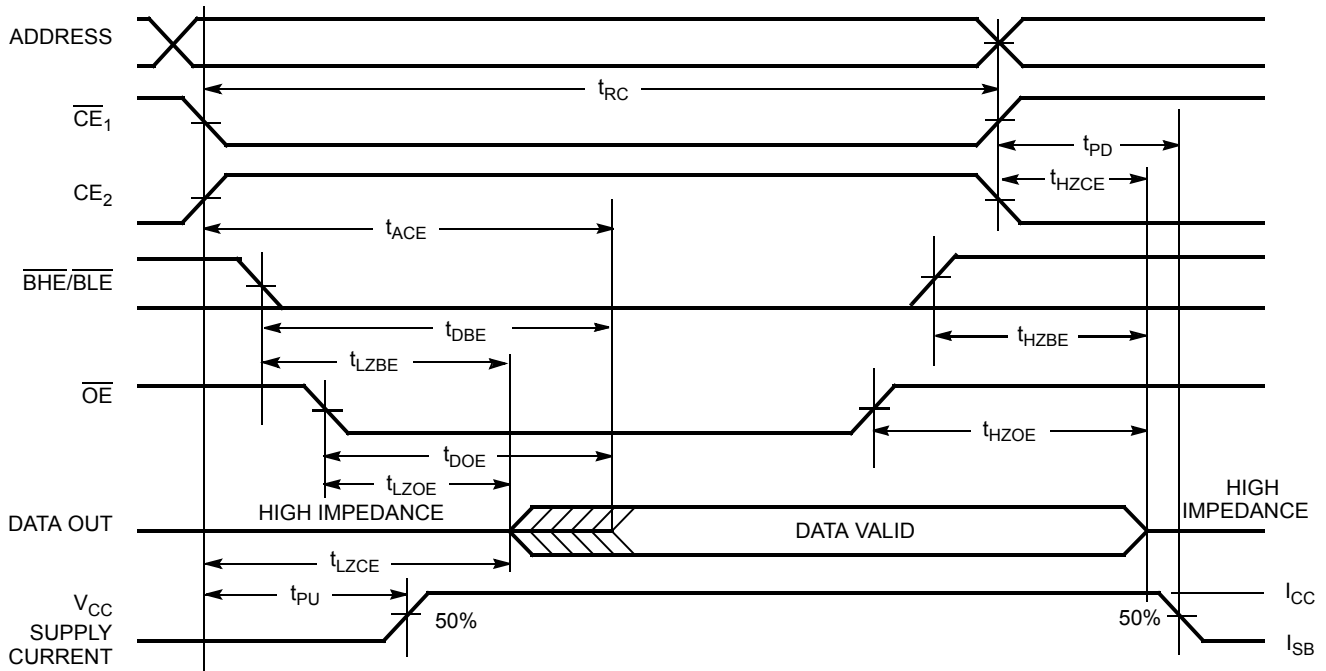 ADDRESS
tRC
CE1
tPD
tHZCE
CE2
tACE
BHE/BLE
tDBE
tHZBE
tLZBE
OE
tHZOE
tDOE
tLZOE
HIGH IMPEDANCE
HIGH
IMPEDANCE
DATA OUT
DATA VALID
tLZCE
tPU
VCC
SUPPLY
CURRENT
50%
50%
ICC
ISB